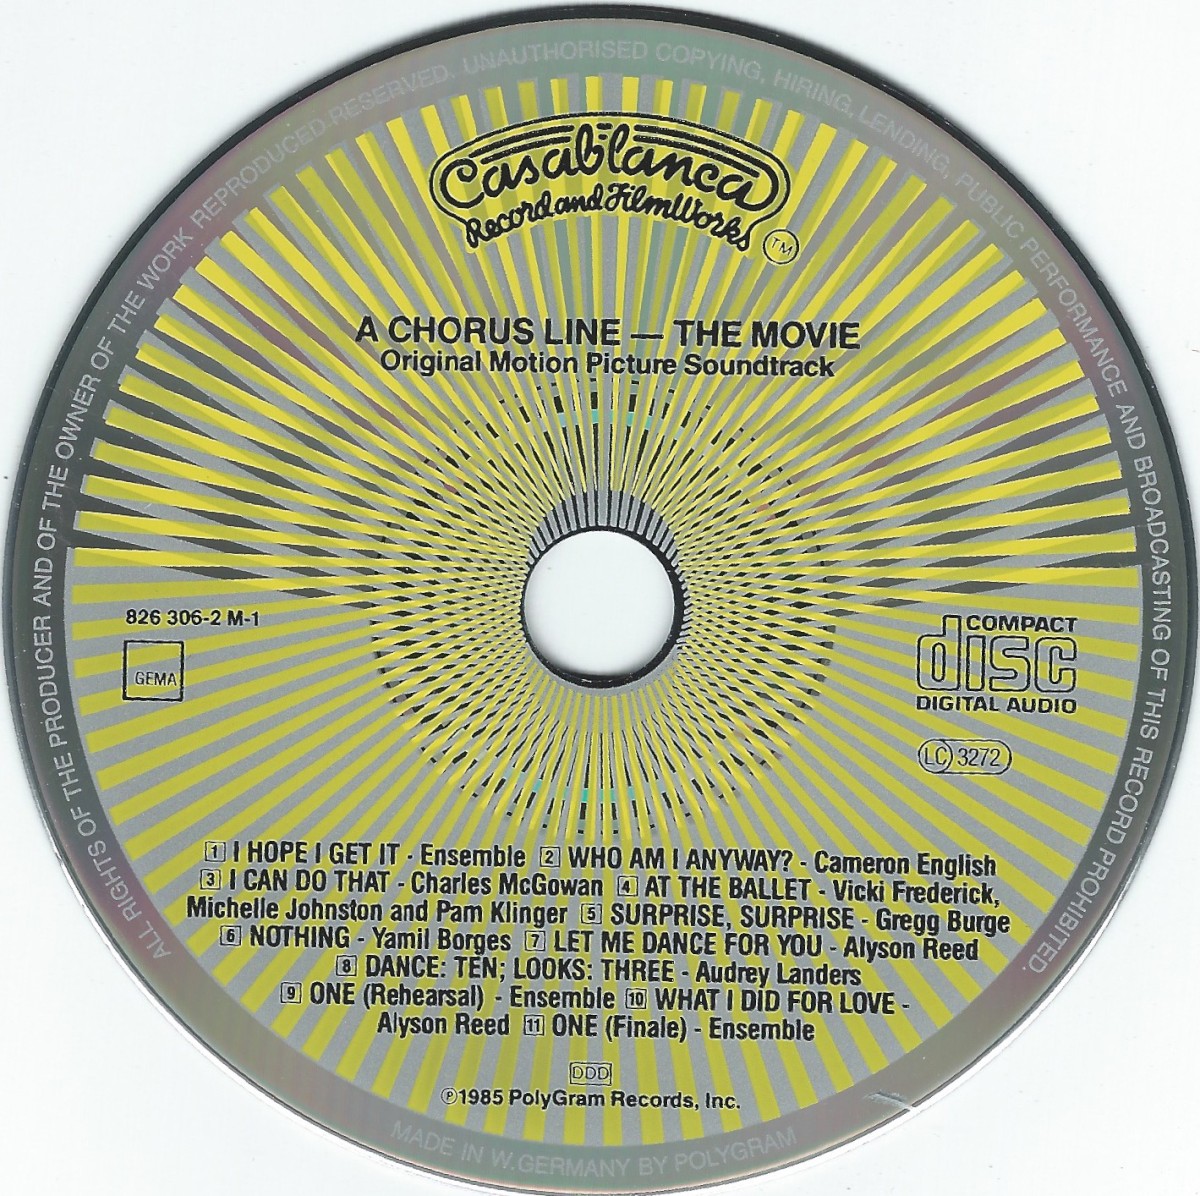 ALL RIGHTS OF THE PRODUCER AND OF THE OWNER OF THE WORK REPRODUCED RESERVED. UNAUTHORISED COPYING, HIRING, LENDING, PUBLIC PERFORMANCE AND BROADCASTING OF THIS RECORD PROHIBITED.
Casablanca
Record and FilmWorks
TM
A CHORUS LINE — THE MOVIE
Original Motion Picture Soundtrack
826 306-2 M-1
GEMA
COMPACT
disc
DIGITAL AUDIO
LC 3272
1 I HOPE I GET IT - Ensemble 2 WHO AM I ANYWAY? - Cameron English
3 I CAN DO THAT - Charles McGowan 4 AT THE BALLET - Vicki Frederick,
Michelle Johnston and Pam Klinger 5 SURPRISE, SURPRISE - Gregg Burge
6 NOTHING - Yamil Borges 7 LET ME DANCE FOR YOU - Alyson Reed
8 DANCE: TEN; LOOKS: THREE - Audrey Landers
9 ONE (Rehearsal) - Ensemble 10 WHAT I DID FOR LOVE -
Alyson Reed 11 ONE (Finale) - Ensemble
DDD
℗1985 PolyGram Records, Inc.
MADE IN W.GERMANY BY POLYGRAM